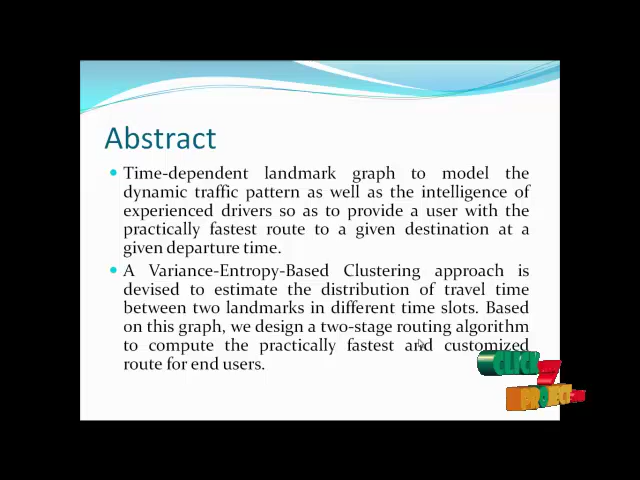 Abstract
Time-dependent landmark graph to model the
dynamic traffic pattern as well as the intelligence of
experienced drivers so as to provide a user with the
practically fastest route to a given destination at a
given departure time.
A Variance-Entropy-Based Clustering approach is
devised to estimate the distribution of travel time
between two landmarks in different time slots. Based
on this graph, we design a two-stage routing algorithm
to compute the practically fastest and customized
route for end users.
CLICK